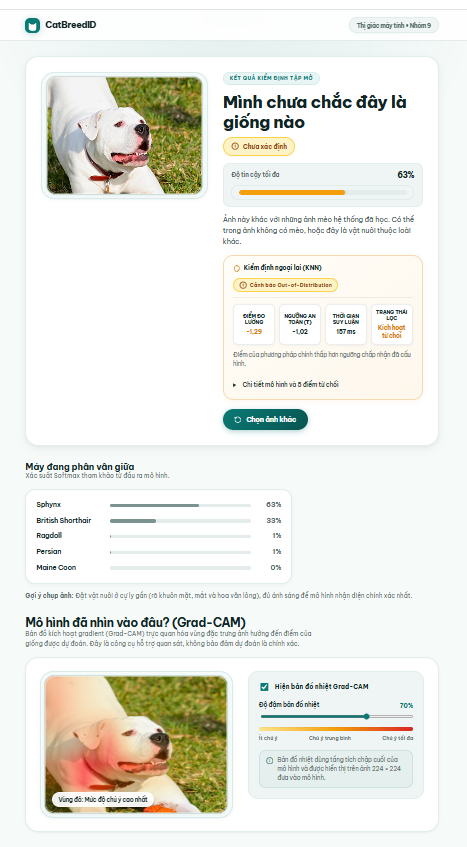 CatBreedID
Thị giác máy tính • Nhóm 9
KẾT QUẢ KIỂM ĐỊNH TẬP MỞ
Mình chưa chắc đây là
giống nào
Chưa xác định
Độ tin cậy tối đa 63%
Ảnh này khác với những ảnh mèo hệ thống đã học. Có thể
trong ảnh không có mèo, hoặc đây là vật nuôi thuộc loài
khác.
Kiểm định ngoại lai (KNN)
Cảnh báo Out-of-Distribution
ĐIỂM ĐO
LƯỜNG
-1,29
NGƯỠNG AN
TOÀN (T)
-1,02
THỜI GIAN
SUY LUẬN
157 ms
TRẠNG THÁI
LỌC
Kích hoạt
từ chối
Điểm của phương pháp chính thấp hơn ngưỡng chấp nhận đã cấu
hình.
Chi tiết mô hình và 8 điểm từ chối
Chọn ảnh khác
Máy đang phân vân giữa
Xác suất Softmax tham khảo từ đầu ra mô hình.
Sphynx 63%
British Shorthair 33%
Ragdoll 1%
Persian 1%
Maine Coon 0%
Gợi ý chụp ảnh: Đặt vật nuôi ở cự ly gần (rõ khuôn mặt, mắt và hoa văn lông), đủ ánh sáng để mô hình nhận diện chính xác nhất.
Mô hình đã nhìn vào đâu? (Grad-CAM)
Bản đồ kích hoạt gradient (Grad-CAM) trực quan hóa vùng đặc trưng ảnh hưởng đến điểm của
giống được dự đoán. Đây là công cụ hỗ trợ quan sát, không bảo đảm dự đoán là chính xác.
Vùng đỏ: Mức độ chú ý cao nhất
Hiện bản đồ nhiệt Grad-CAM
Độ đậm bản đồ nhiệt 70%
Ít chú ý Chú ý trung bình Chú ý tối đa
Bản đồ nhiệt dùng tầng tích chập cuối của
mô hình và được hiển thị trên ảnh 224 × 224
đưa vào mô hình.